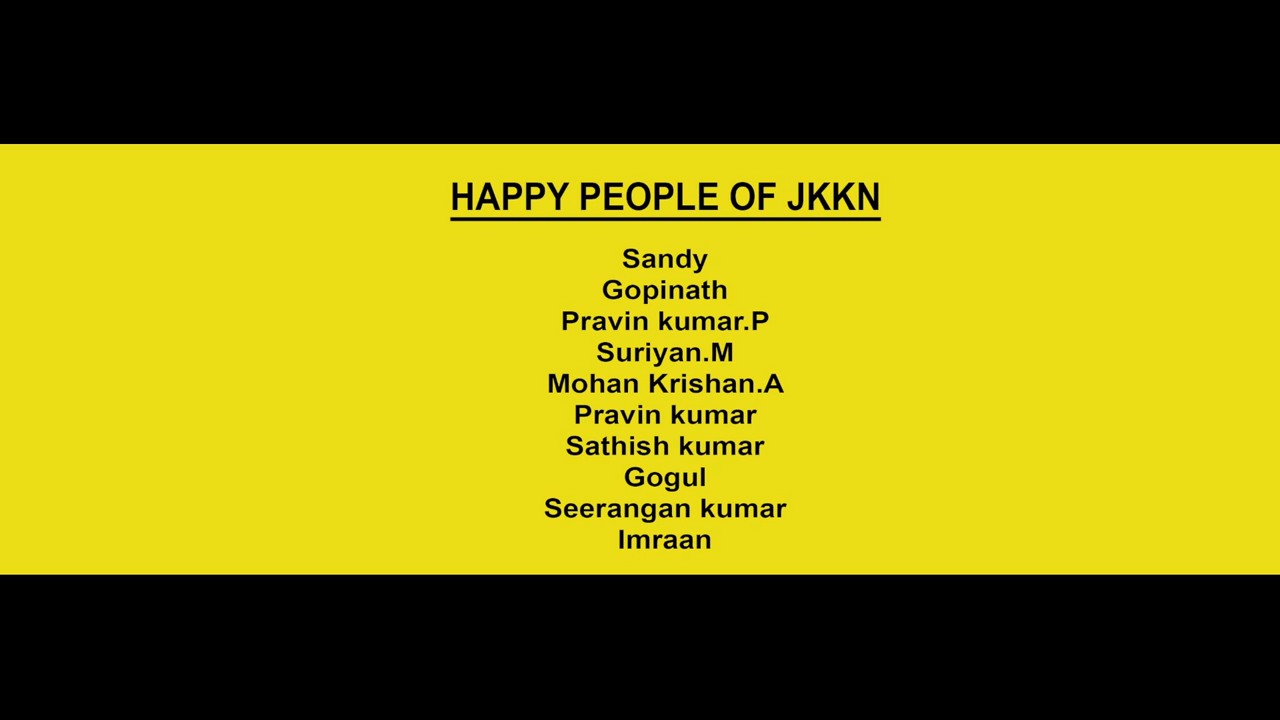 HAPPY PEOPLE OF JKKN
Sandy
Gopinath
Pravin kumar.P
Suriyan.M
Mohan Krishan.A
Pravin kumar
Sathish kumar
Gogul
Seerangan kumar
Imraan